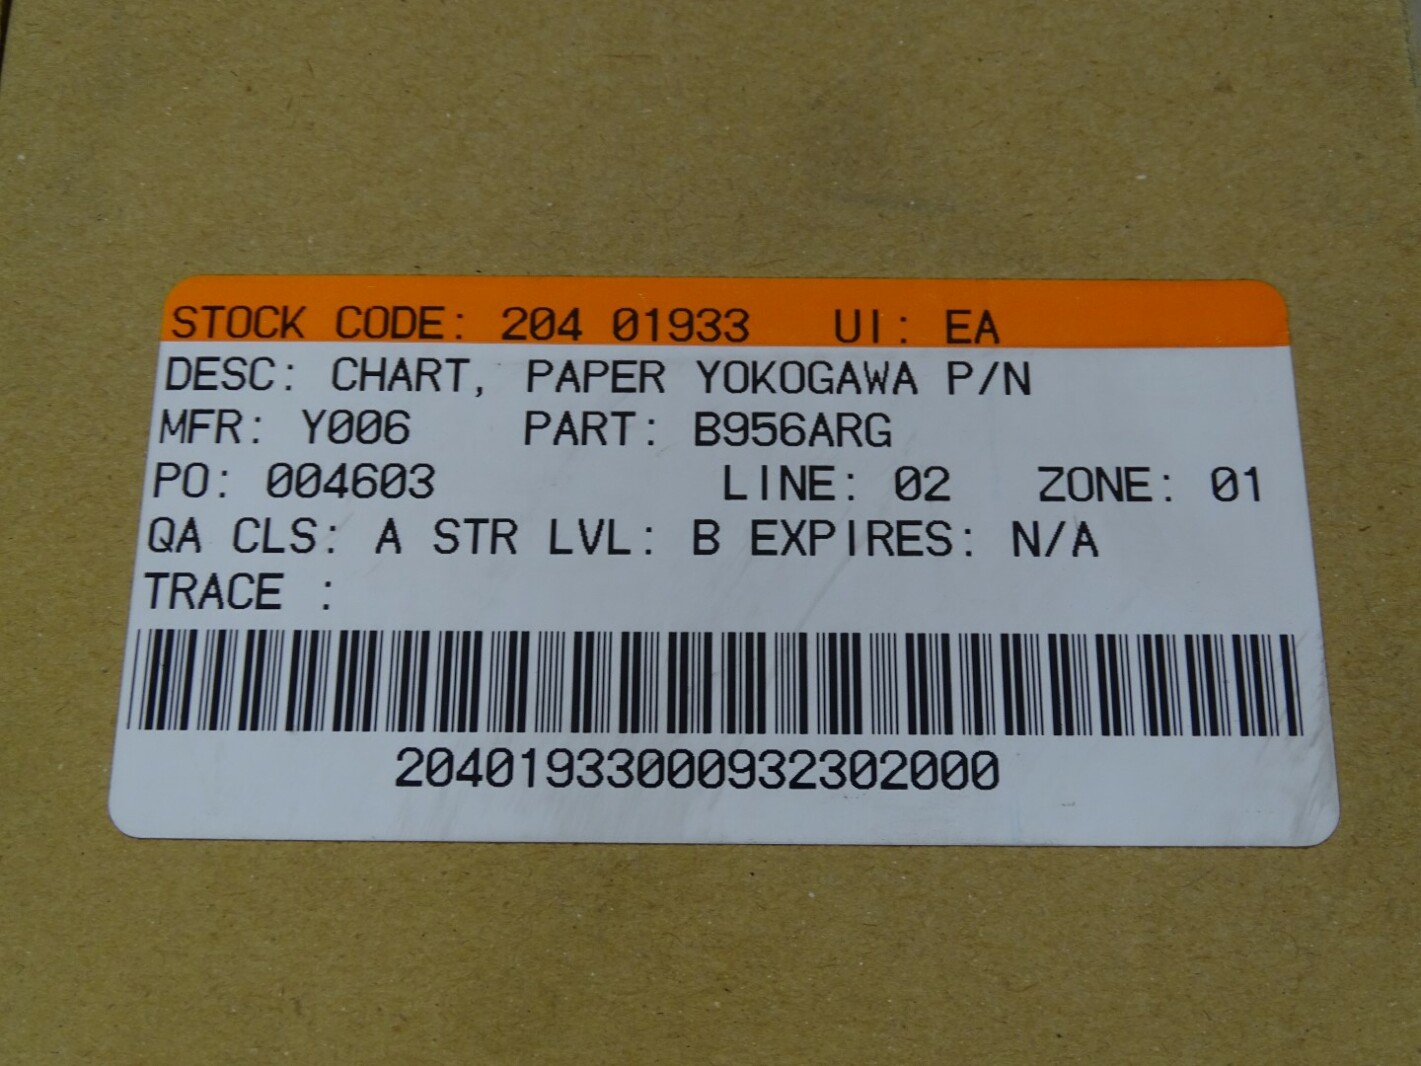 STOCK CODE: 204 01933 UI: EA
DESC: CHART, PAPER YOKOGAWA P/N
MFR: Y006 PART: B956ARG
PO: 004603 LINE: 02 ZONE: 01
QA CLS: A STR LVL: B EXPIRES: N/A
TRACE :
20401933000932302000